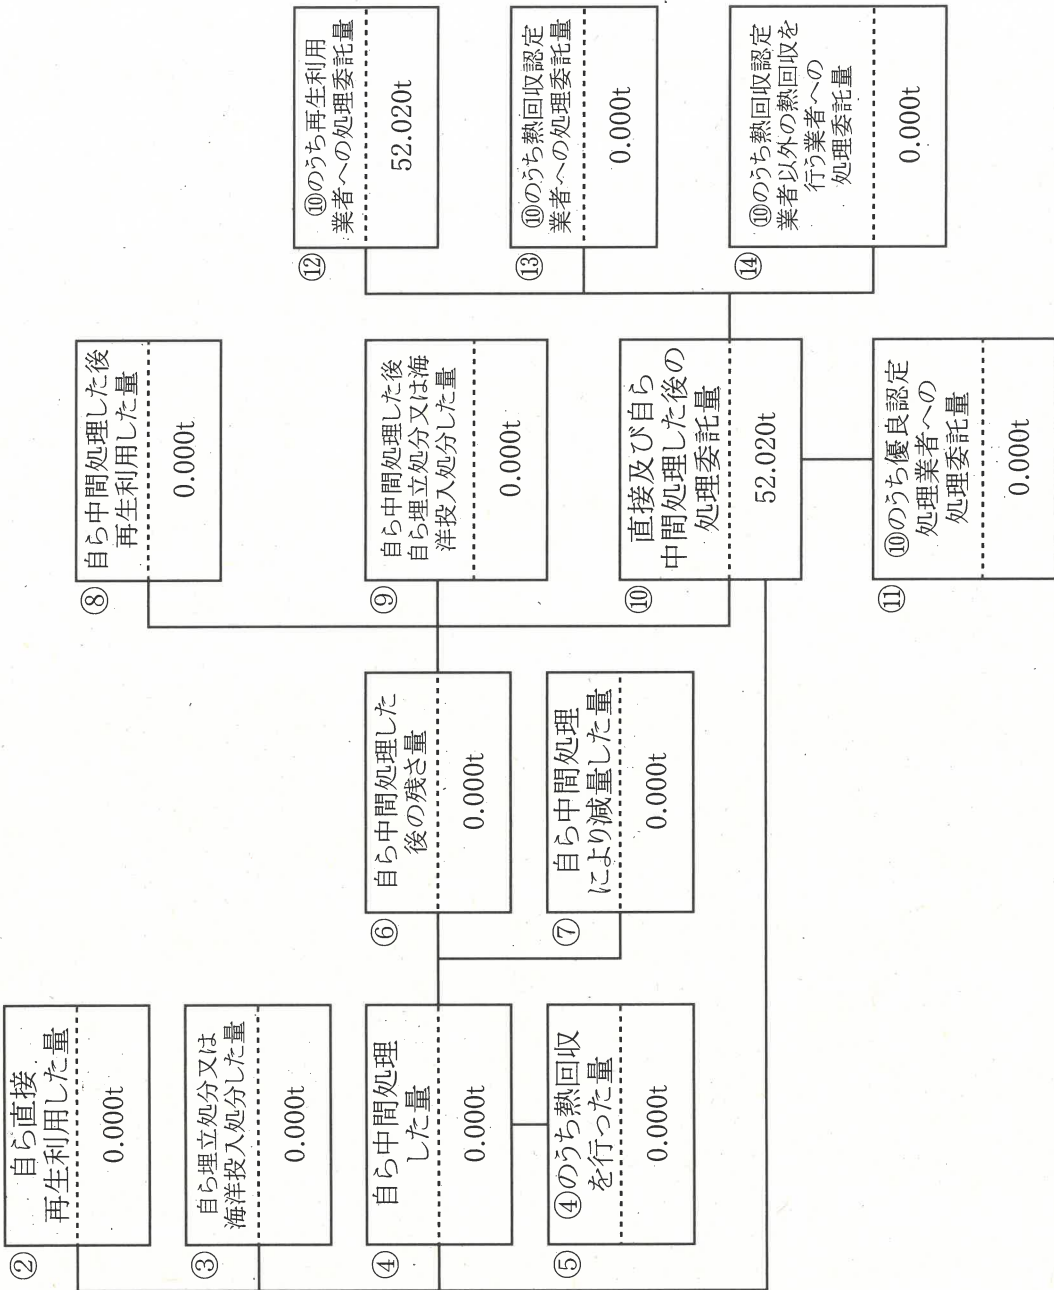 ②
自ら直接
再生利用した量
0.000t
③
自ら埋立処分又は
海洋投入処分した量
0.000t
④
自ら中間処理
した量
0.000t
⑤
④のうち熱回収
を行った量
0.000t
⑥
自ら中間処理した
後の残さ量
0.000t
⑦
自ら中間処理
により減量した量
0.000t
⑧
自ら中間処理した後
再生利用した量
0.000t
⑨
自ら中間処理した後
自ら埋立処分又は海
洋投入処分した量
0.000t
⑩
直接及び自ら
中間処理した後の
処理委託量
52.020t
⑪
⑩のうち優良認定
処理業者への
処理委託量
0.000t
⑫
⑩のうち再生利用
業者への処理委託量
52.020t
⑬
⑩のうち熱回収認定
業者への処理委託量
0.000t
⑭
⑩のうち熱回収認定
業者以外の熱回収を
行う業者への
処理委託量
0.000t